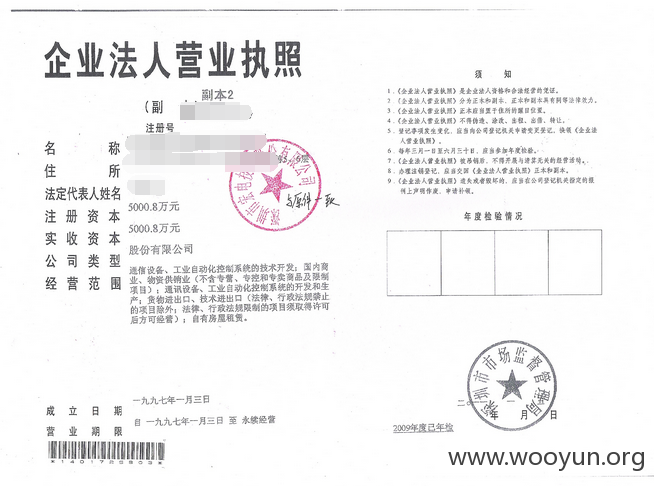 企业法人营业执照
副本2
（副
注册号
名 称
住 所
法定代表人姓名
注册资本 5000.8万元
实收资本 5000.8万元
公司类型 股份有限公司
经营范围 通信设备、工业自动化控制系统的技术开发；国内商
业、物资供销业（不含专营、专控和专卖商品及限制
项目）；通讯设备、工业自动化控制系统的开发和生
产；货物进出口、技术进出口（法律、行政法规禁止
的项目除外；法律、行政法规限制的项目须取得许可
后方可经营）；自有房屋租赁。
与原件一致
成立日期 一九九七年一月三日
营业期限 自 一九九七年一月三日 至 永续经营
须 知
1．《企业法人营业执照》是企业法人资格和合法经营的凭证。
2．《企业法人营业执照》分为正本和副本，正本和副本具有同等法律效力。
3．《企业法人营业执照》正本应当置于住所的醒目位置。
4．《企业法人营业执照》不得伪造、涂改、出租、出借、转让。
5．登记事项发生变化，应当向公司登记机关申请变更登记，换领《企业法
人营业执照》。
6．每年三月一日至六月三十日，应当参加年度检验。
7．《企业法人营业执照》被吊销后，不得开展与清算无关的经营活动。
8．办理注销登记，应当交回《企业法人营业执照》正本和副本。
9．《企业法人营业执照》遗失或者毁坏的，应当在公司登记机关指定的报
刊上声明作废，申请补领。
年度检验情况
深圳市市场监督管理局
年 月 日
2009年度已年检
www.wooyun.org